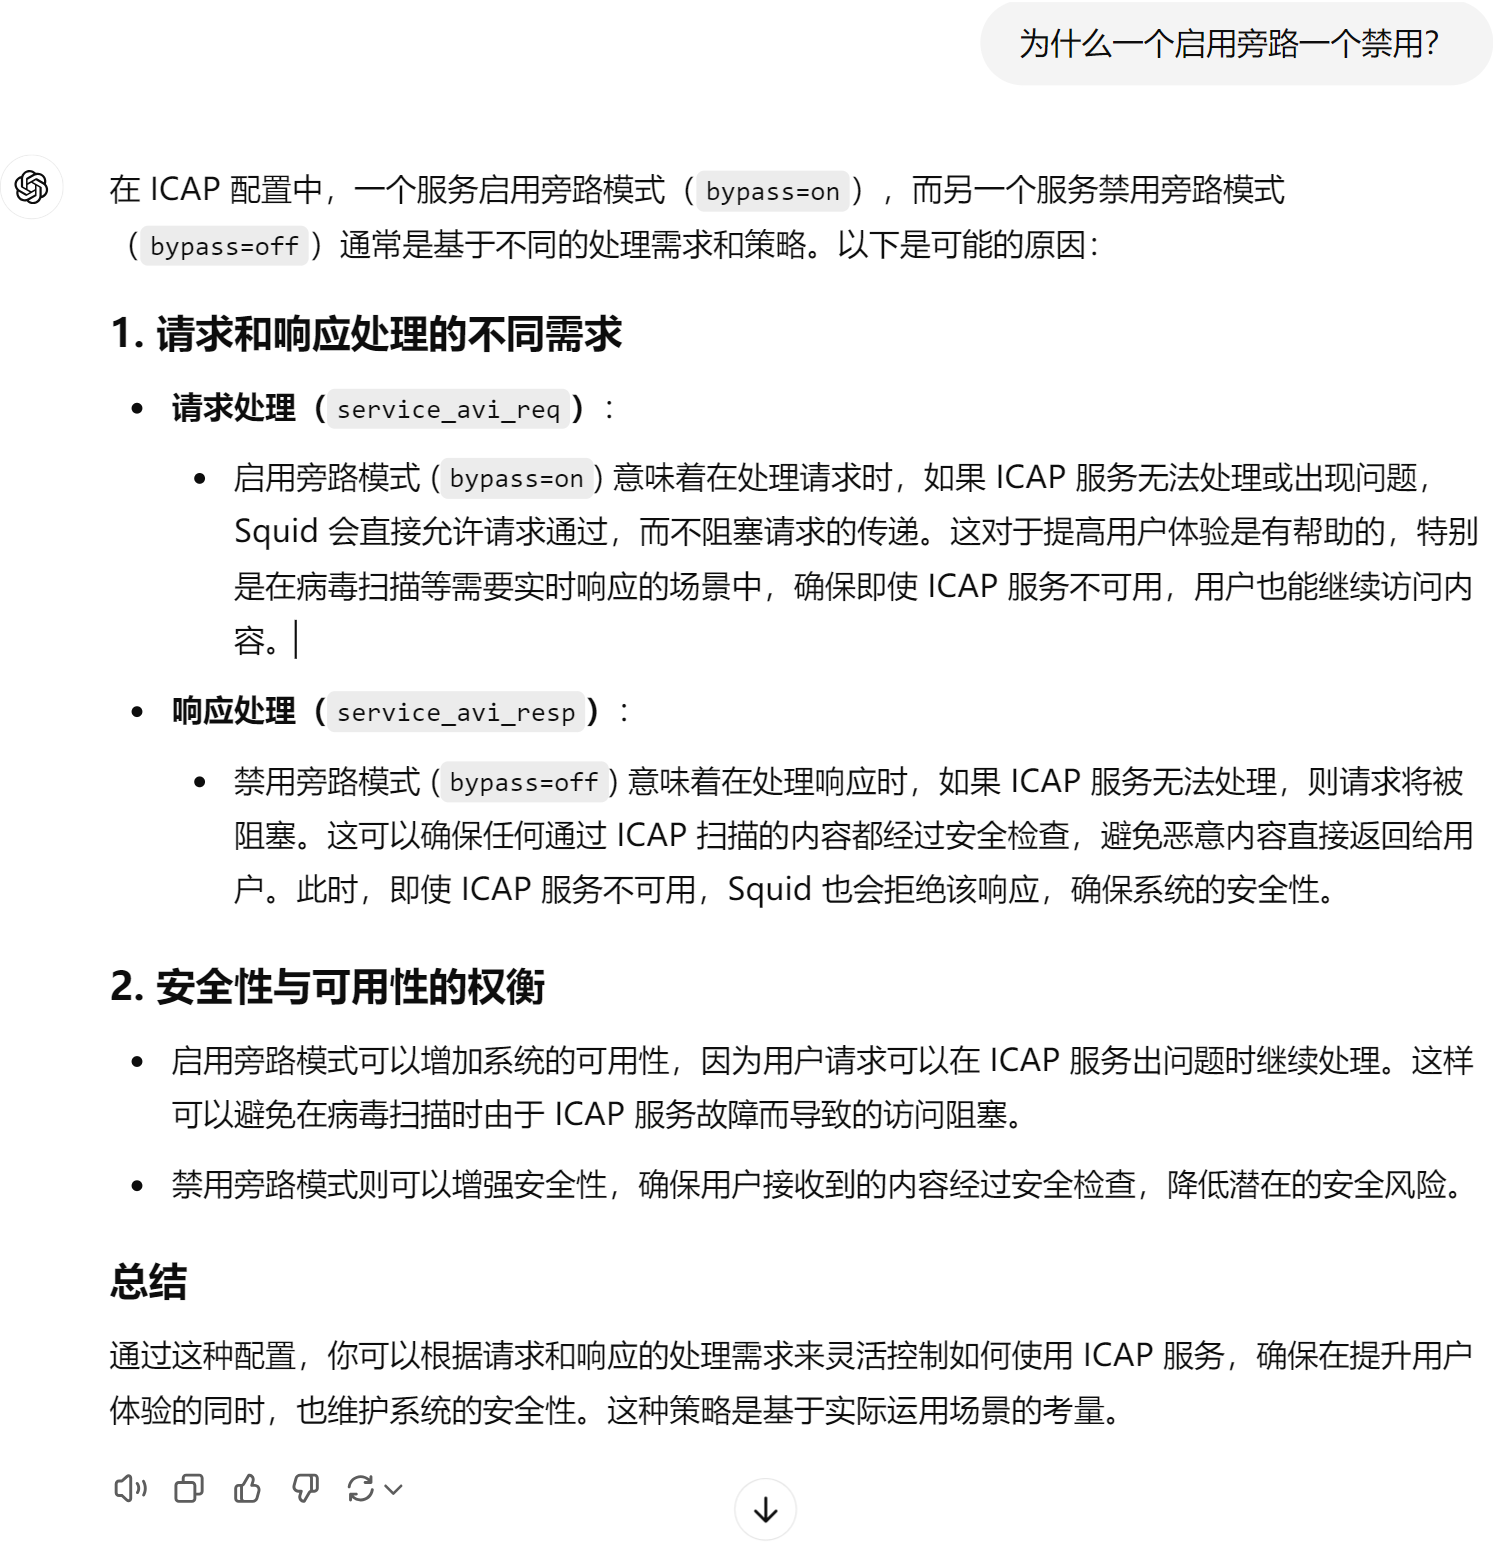 为什么一个启用旁路一个禁用？
在 ICAP 配置中，一个服务启用旁路模式（bypass=on），而另一个服务禁用旁路模式
（bypass=off）通常是基于不同的处理需求和策略。以下是可能的原因：
1. 请求和响应处理的不同需求
• 请求处理（service_avi_req）：
• 启用旁路模式 (bypass=on) 意味着在处理请求时，如果 ICAP 服务无法处理或出现问题，
Squid 会直接允许请求通过，而不阻塞请求的传递。这对于提高用户体验是有帮助的，特别
是在病毒扫描等需要实时响应的场景中，确保即使 ICAP 服务不可用，用户也能继续访问内
容。
• 响应处理（service_avi_resp）：
• 禁用旁路模式 (bypass=off) 意味着在处理响应时，如果 ICAP 服务无法处理，则请求将被
阻塞。这可以确保任何通过 ICAP 扫描的内容都经过安全检查，避免恶意内容直接返回给用
户。此时，即使 ICAP 服务不可用，Squid 也会拒绝该响应，确保系统的安全性。
2. 安全性与可用性的权衡
• 启用旁路模式可以增加系统的可用性，因为用户请求可以在 ICAP 服务出问题时继续处理。这样
可以避免在病毒扫描时由于 ICAP 服务故障而导致的访问阻塞。
• 禁用旁路模式则可以增强安全性，确保用户接收到的内容经过安全检查，降低潜在的安全风险。
总结
通过这种配置，你可以根据请求和响应的处理需求来灵活控制如何使用 ICAP 服务，确保在提升用户
体验的同时，也维护系统的安全性。这种策略是基于实际运用场景的考量。